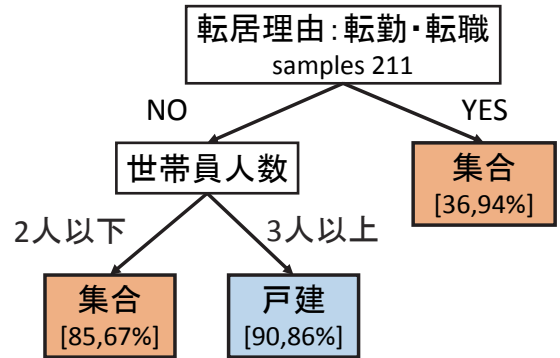 転居理由:転勤・転職
samples 211
NO
YES
世帯員人数
集合
[36,94%]
2人以下
3人以上
集合
[85,67%]
戸建
[90,86%]